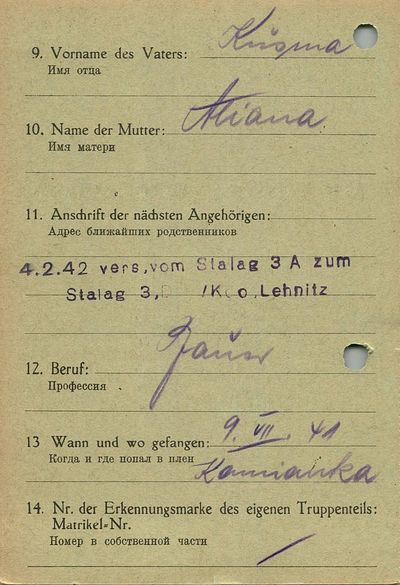 9. Vorname des Vaters: Kusma
Имя отца
10. Name der Mutter:
Имя матери
11. Anschrift der nächsten Angehörigen:
Адрес ближайших родственников
4.2.42 vers, vom Stalag 3 A zum
Stalag 3, Lehnitz
12. Beruf:
Профессия
13 Wann und wo gefangen: 9. VII. 41
Когда и где попал в плен Kamianka
14. Nr. der Erkennungsmarke des eigenen Truppenteils:
Matrikel-Nr.
Номер в собственной части